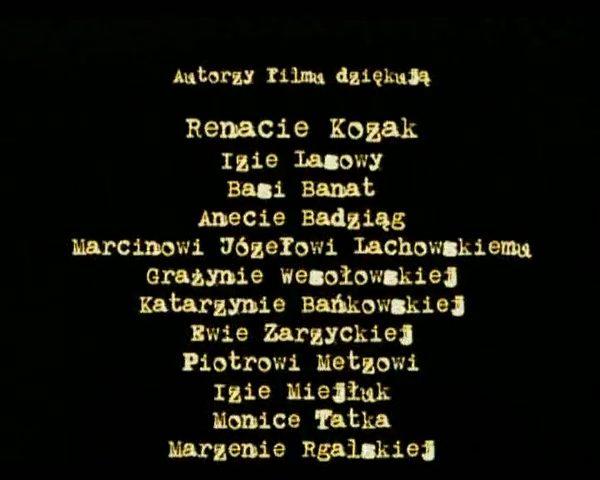 Autorzy filmu dziękują
Renacie Kozak
Izie Lasowy
Basi Banat
Anecie Badziąg
Marcinowi Józefowi Lachowskiemu
Grażynie Wesołowskiej
Katarzynie Bańkowskiej
Ewie Zarzyckiej
Piotrowi Metzowi
Izie Miejłuk
Monice Tatka
Marzenie Rgalskiej